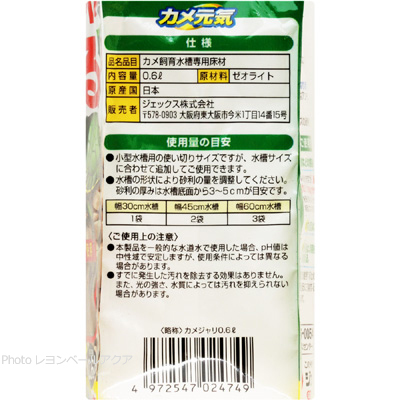 カメ元気
仕様
品名品目 カメ飼育水槽専用床材
内容量 0.6ℓ 原材料 ゼオライト
原産国 日本
販売者 ジェックス株式会社
〒578-0903 大阪府東大阪市今米1丁目14番15号
使用量の目安
●小型水槽用の使い切りサイズですが、水槽サイズ
に合わせて追加してご使用できます。
●水槽の形状により砂利の量を調整してください。
砂利の厚みは水槽底面から3〜5cmが目安です。
幅30cm水槽 幅45cm水槽 幅60cm水槽
1袋 2袋 3袋
〈ご使用上の注意〉
●本製品を一般的な水道水で使用した場合、pH値は
中性域で安定しますが、使用条件によっては異なる
場合があります。
●すでに発生した汚れを除去する効果はありません。
また、光の強さ、水質によっては汚れを抑えられな
い場合があります。
〈略称〉カメジャリ0.6ℓ
4 972547 024749
Photo レヨンベールアクア